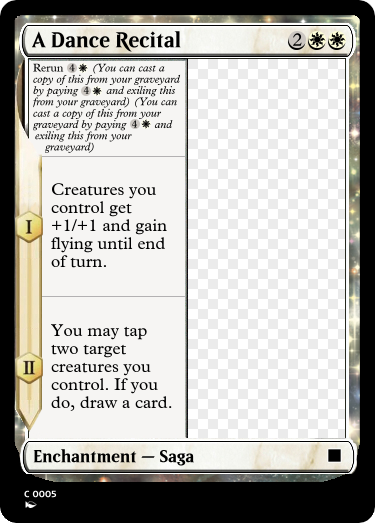 A Dance Recital 2
Rerun 4 (You can cast a
copy of this from your graveyard
by paying 4 and exiling this
from your graveyard) (You can
cast a copy of this from your
graveyard by paying 4 and
exiling this from your
graveyard)
I
Creatures you
control get
+1/+1 and gain
flying until end
of turn.
II
You may tap
two target
creatures you
control. If you
do, draw a card.
Enchantment — Saga
C 0005